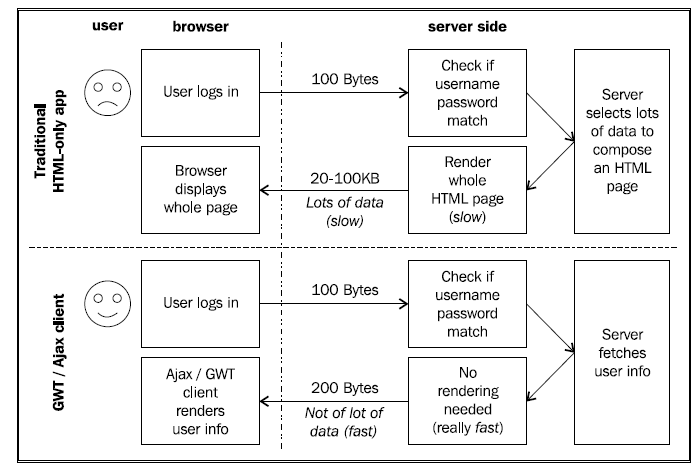 user
browser
server side
Traditional
HTML-only app
User logs in
100 Bytes
Check if
username
password
match
Server
selects lots
of data to
compose
an HTML
page
Browser
displays
whole page
20-100KB
Lots of data
(slow)
Render
whole
HTML page
(slow)
GWT / Ajax client
User logs in
100 Bytes
Check if
username
password
match
Server
fetches
user info
Ajax / GWT
client
renders
user info
200 Bytes
Not of lot of
data (fast)
No
rendering
needed
(really fast)